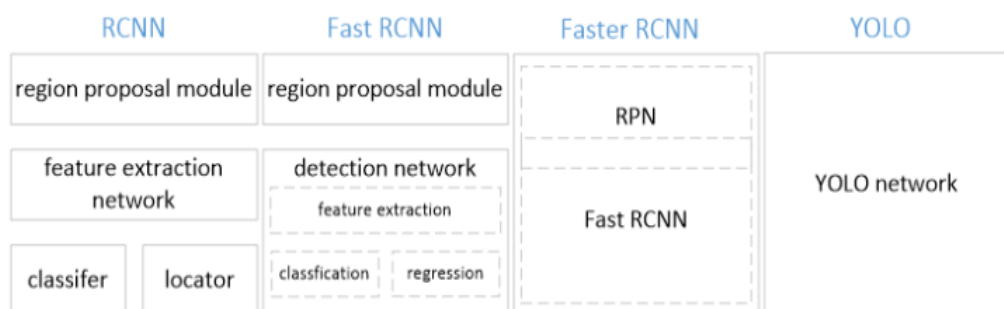 RCNN
region proposal module
feature extraction
network
classifer
locator
Fast RCNN
region proposal module
detection network
feature extraction
classfication
regression
Faster RCNN
RPN
Fast RCNN
YOLO
YOLO network